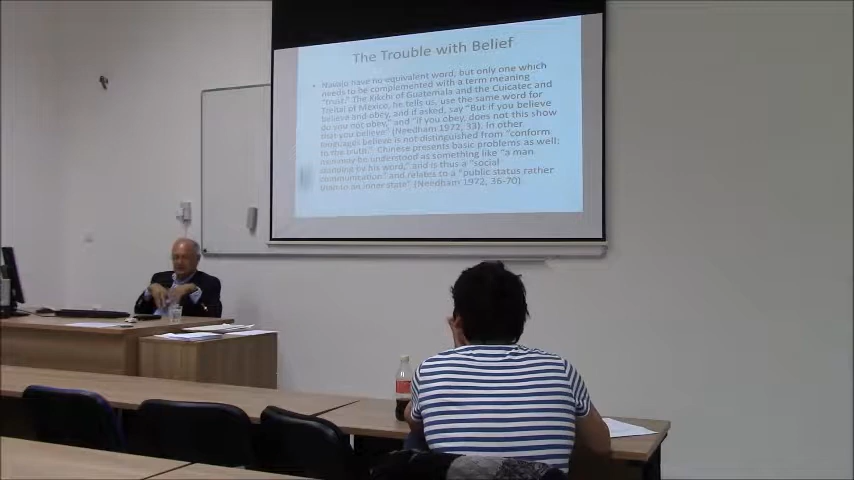 The Trouble with Belief
• Navajo have no equivalent word, but only one which
needs to be complemented with a term meaning
"trust." The Kikchi of Guatemala and the Cuicatec and
Tzeltal of Mexico, he tells us, use the same word for
believe and obey, and if asked, say "But if you believe
do you not obey," and "if you obey, does not this show
that you believe" (Needham 1972, 33). In other
languages belief is not distinguished from "conform
to the truth." Chinese presents basic problems as well:
may be understood as something like "a man
standing by his word," and is thus a "social
communication" and relates to a "public status rather
than to an inner state" (Needham 1972, 36-70)